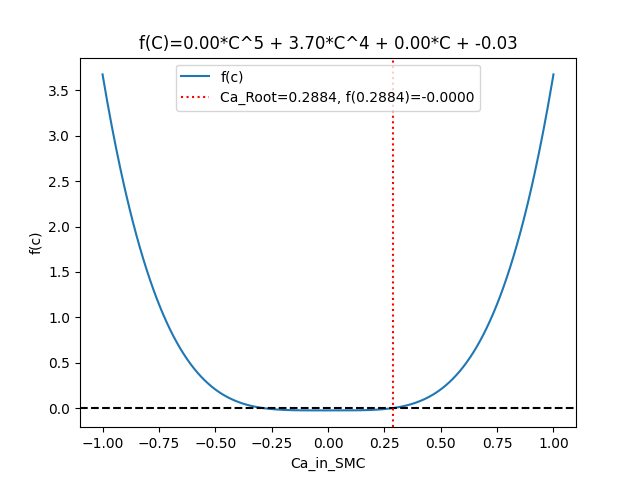 f(C)=0.00*C^5 + 3.70*C^4 + 0.00*C + -0.03
f(c)
Ca_Root=0.2884, f(0.2884)=-0.0000
3.5
3.0
2.5
2.0
1.5
1.0
0.5
0.0
f(c)
−1.00 −0.75 −0.50 −0.25 0.00 0.25 0.50 0.75 1.00
Ca_in_SMC